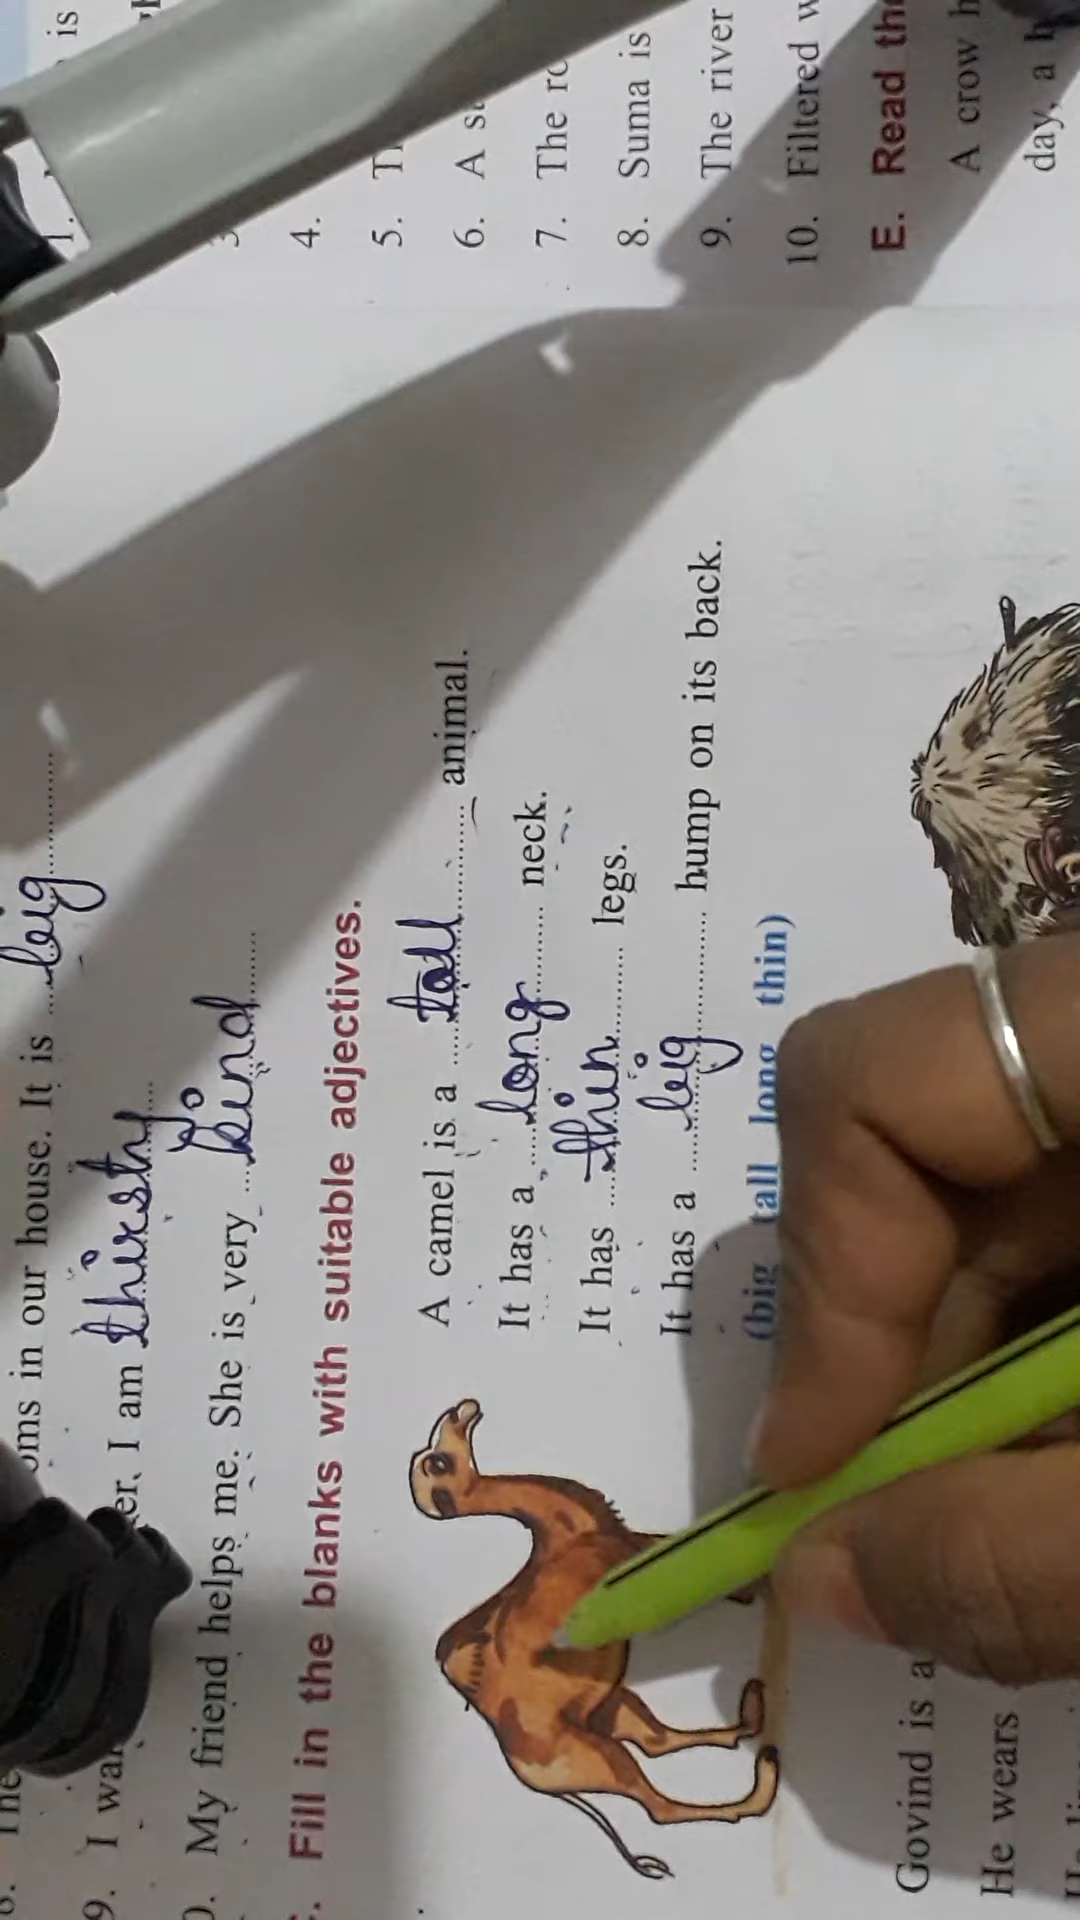 oms in our house. It is big
9. I wa er. I am thirsty
My friend helps me. She is very kind
Fill in the blanks with suitable adjectives.
A camel is a tall animal.
It has a long neck.
It has thin legs.
It has a big hump on its back.
(big tall long thin)
Govind is a
He wears
is
4.
5.
6. A
7. The
8. Suma is
9. The river
10. Filtered
E. Read the
A crow
day, a